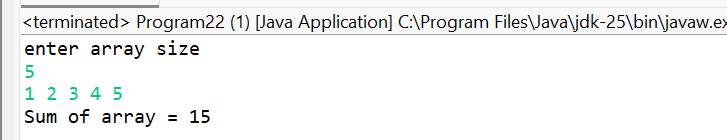 <terminated> Program22 (1) [Java Application] C:\Program Files\Java\jdk-25\bin\javaw.ex
enter array size
5
1 2 3 4 5
Sum of array = 15